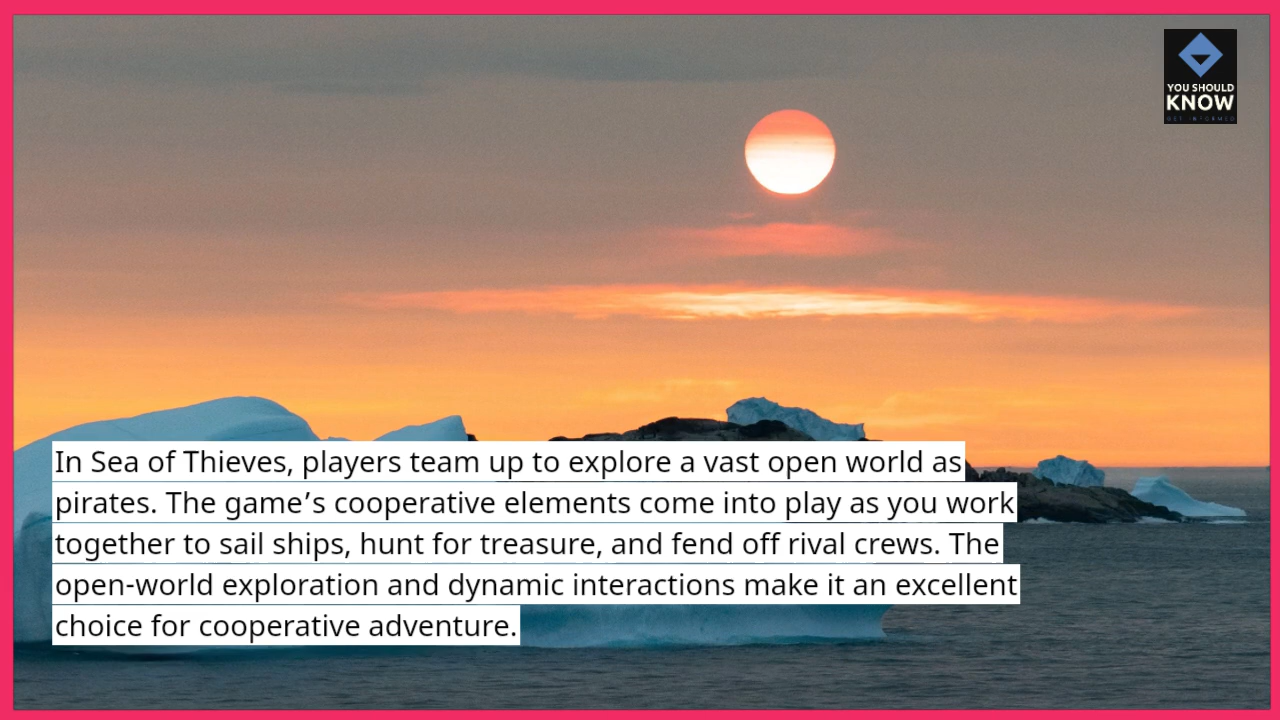 YOU SHOULD
KNOW
GET INFORMED
In Sea of Thieves, players team up to explore a vast open world as
pirates. The game’s cooperative elements come into play as you work
together to sail ships, hunt for treasure, and fend off rival crews. The
open-world exploration and dynamic interactions make it an excellent
choice for cooperative adventure.